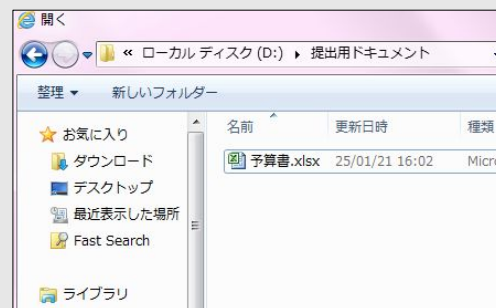 開く
« ローカル ディスク (D:) ▸ 提出用ドキュメント
整理 ▼ 新しいフォルダー
名前 更新日時 種類
予算書.xlsx 25/01/21 16:02 Micr
お気に入り
ダウンロード
デスクトップ
最近表示した場所
Fast Search
ライブラリ